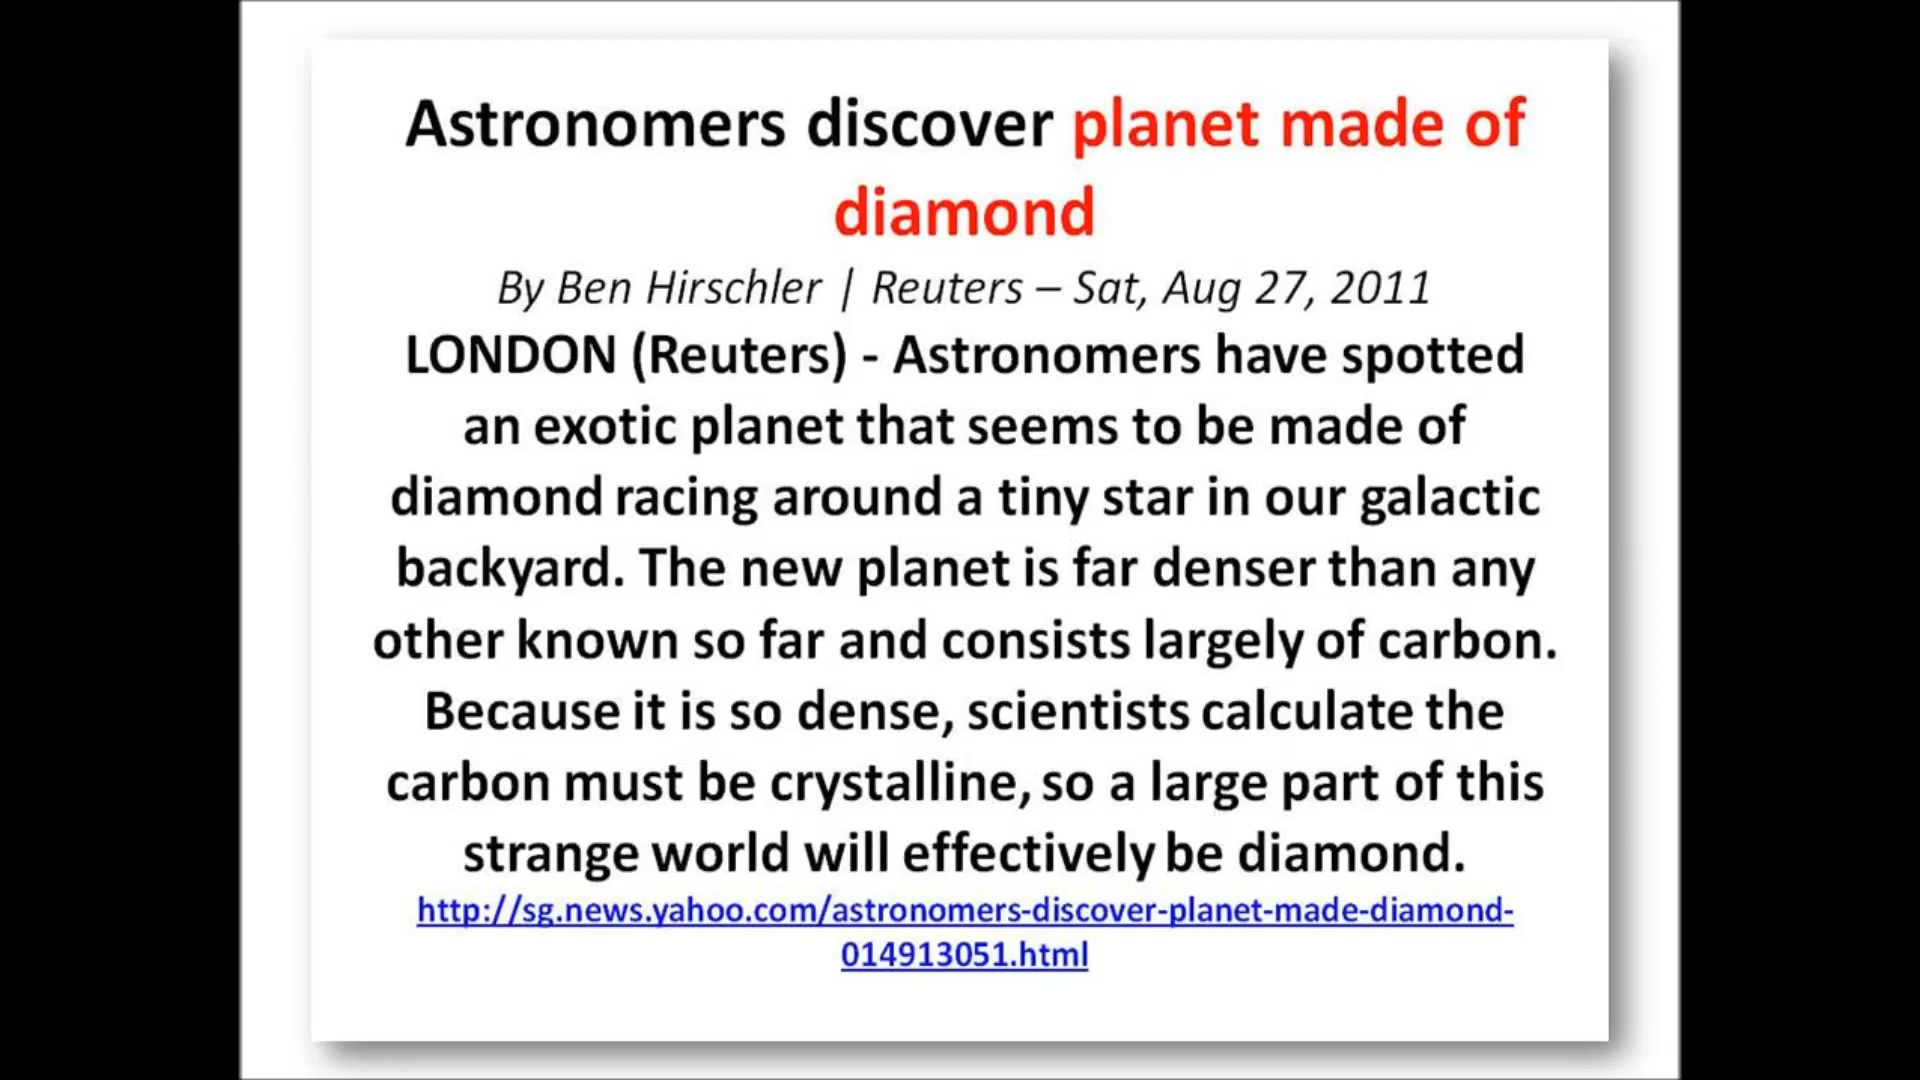 Astronomers discover planet made of
diamond
By Ben Hirschler | Reuters – Sat, Aug 27, 2011
LONDON (Reuters) - Astronomers have spotted
an exotic planet that seems to be made of
diamond racing around a tiny star in our galactic
backyard. The new planet is far denser than any
other known so far and consists largely of carbon.
Because it is so dense, scientists calculate the
carbon must be crystalline, so a large part of this
strange world will effectively be diamond.
http://sg.news.yahoo.com/astronomers-discover-planet-made-diamond-
014913051.html